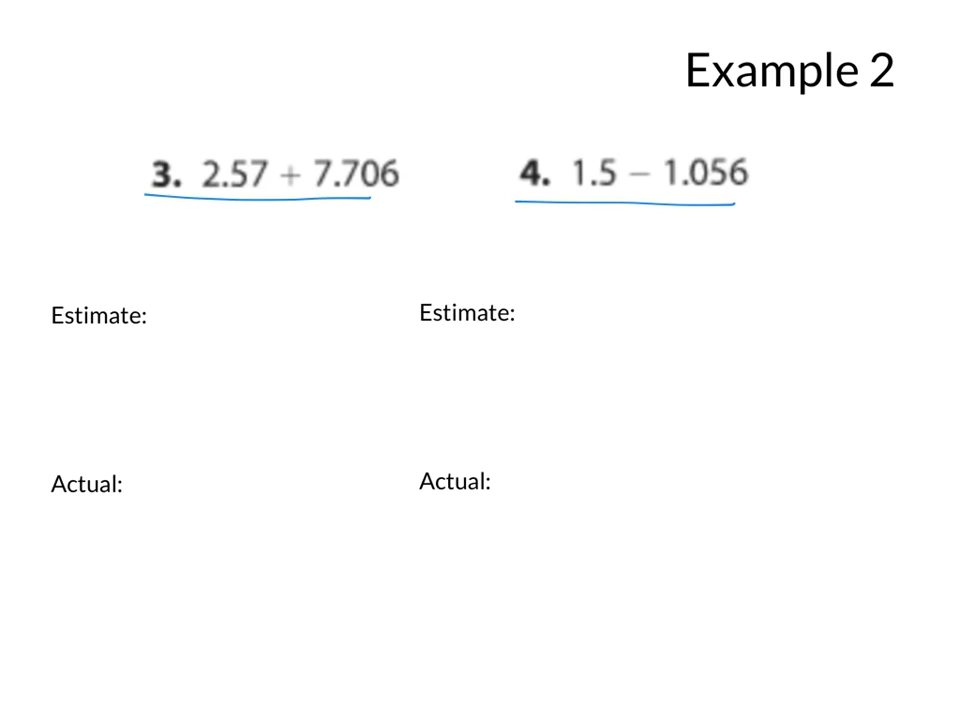 Example 2
3. 2.57 + 7.706
4. 1.5 − 1.056
Estimate:
Estimate:
Actual:
Actual: